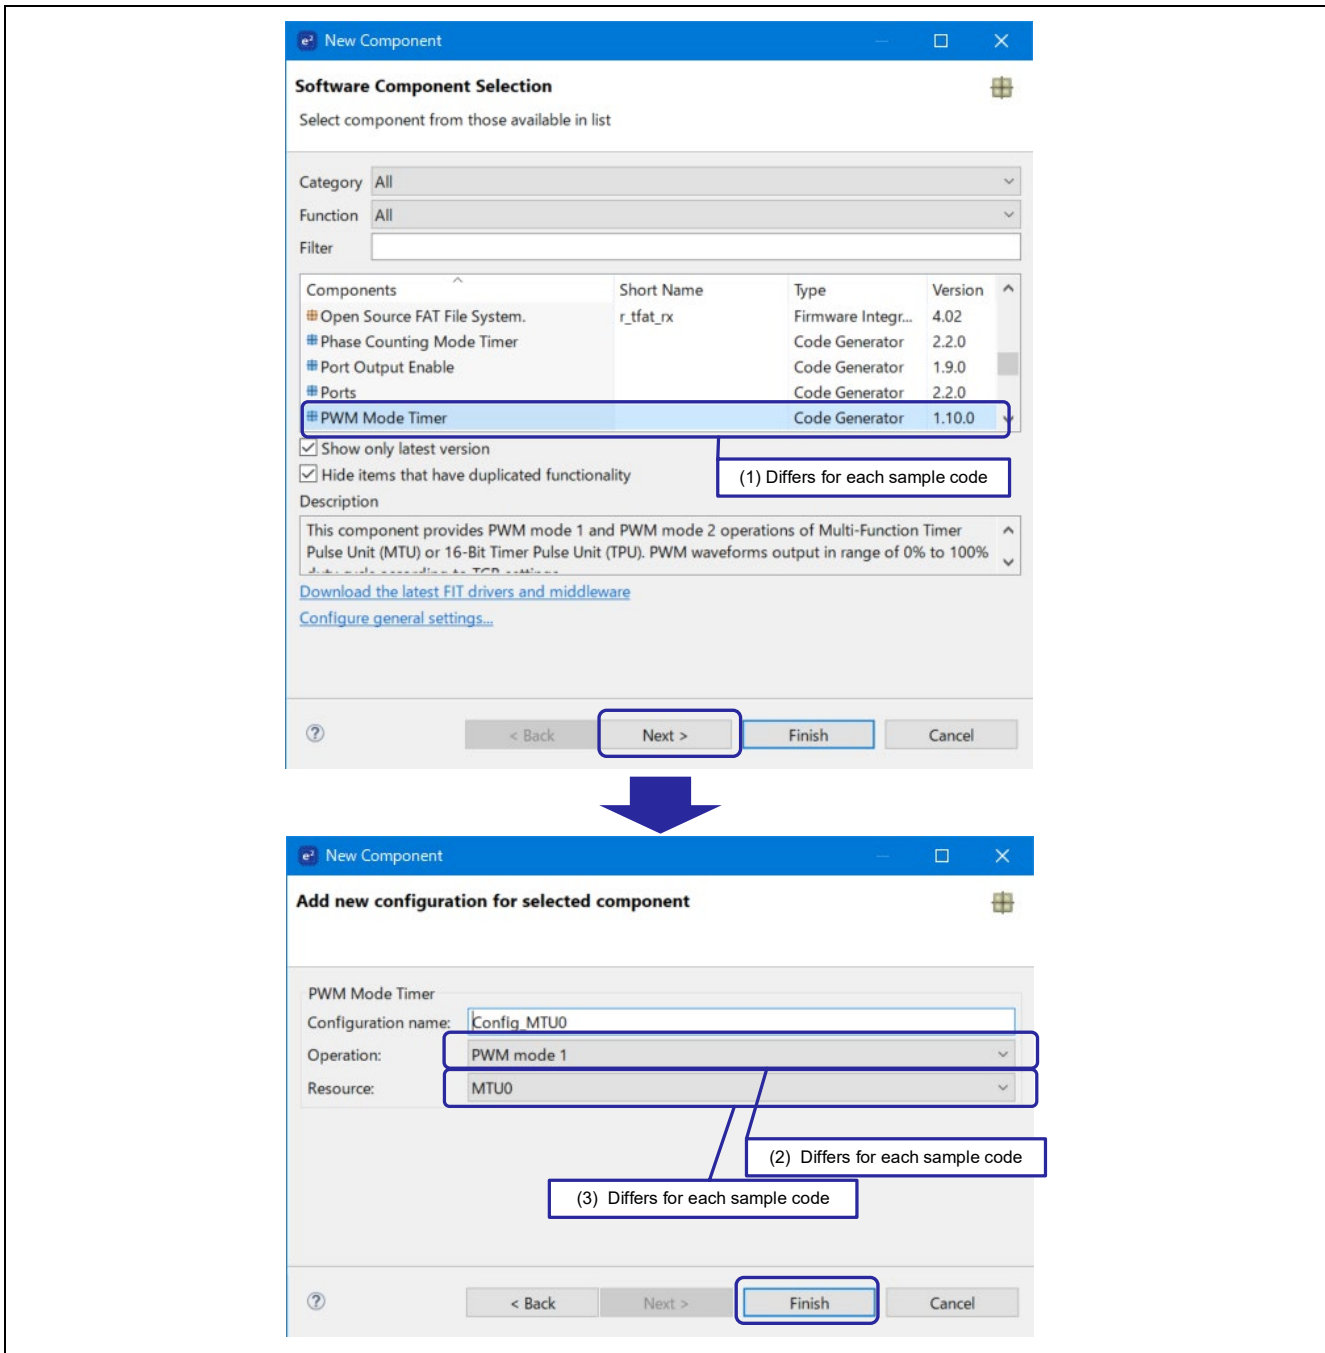 e² New Component
Software Component Selection
Select component from those available in list
Category All
Function All
Filter
Components Short Name Type Version
Open Source FAT File System. r_tfat_rx Firmware Integr... 4.02
Phase Counting Mode Timer Code Generator 2.2.0
Port Output Enable Code Generator 1.9.0
Ports Code Generator 2.2.0
PWM Mode Timer Code Generator 1.10.0
Show only latest version
Hide items that have duplicated functionality
(1) Differs for each sample code
Description
This component provides PWM mode 1 and PWM mode 2 operations of Multi-Function Timer
Pulse Unit (MTU) or 16-Bit Timer Pulse Unit (TPU). PWM waveforms output in range of 0% to 100%
duty cycle according to TGR settings
Download the latest FIT drivers and middleware
Configure general settings...
? < Back Next > Finish Cancel
e² New Component
Add new configuration for selected component
PWM Mode Timer
Configuration name: Config_MTU0
Operation: PWM mode 1
Resource: MTU0
(2) Differs for each sample code
(3) Differs for each sample code
? < Back Next > Finish Cancel